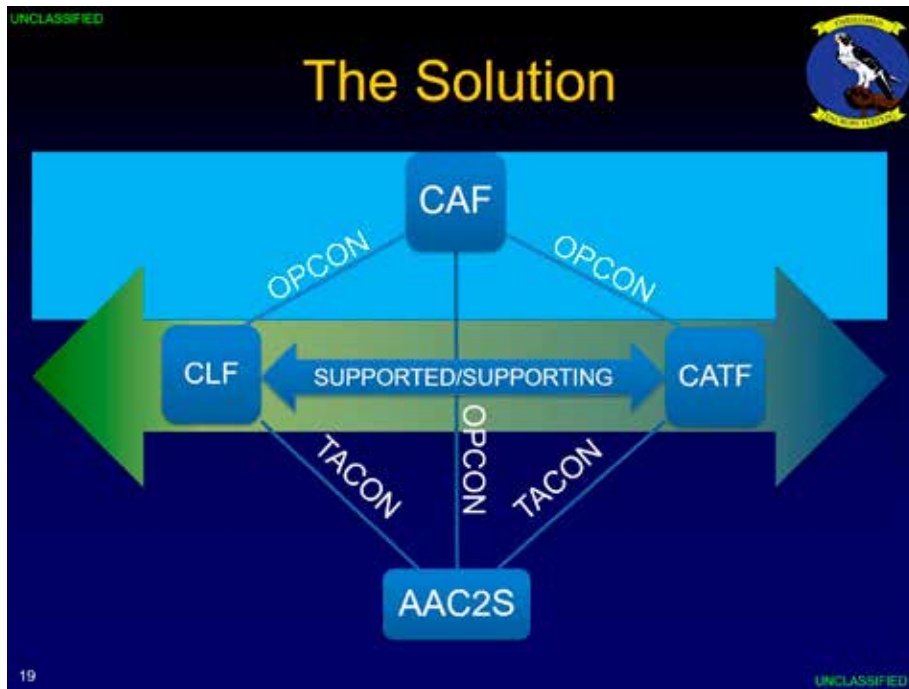 UNCLASSIFIED
The Solution
CAF
OPCON
OPCON
CLF
SUPPORTED/SUPPORTING
CATF
OPCON
TACON
TACON
AAC2S
19
UNCLASSIFIED